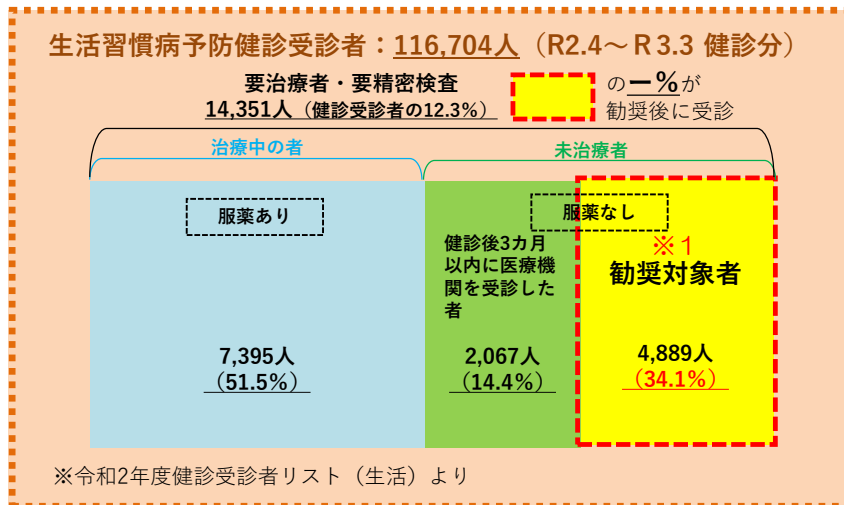 生活習慣病予防健診受診者：116,704人（R2.4～Ｒ3.3 健診分）
要治療者・要精密検査
14,351人（健診受診者の12.3%）
のー%が
勧奨後に受診
治療中の者
未治療者
服薬あり
服薬なし
健診後3カ月
以内に医療機
関を受診した
者
※１
勧奨対象者
7,395人
（51.5%）
2,067人
（14.4%）
4,889人
（34.1%）
※令和2年度健診受診者リスト（生活）より